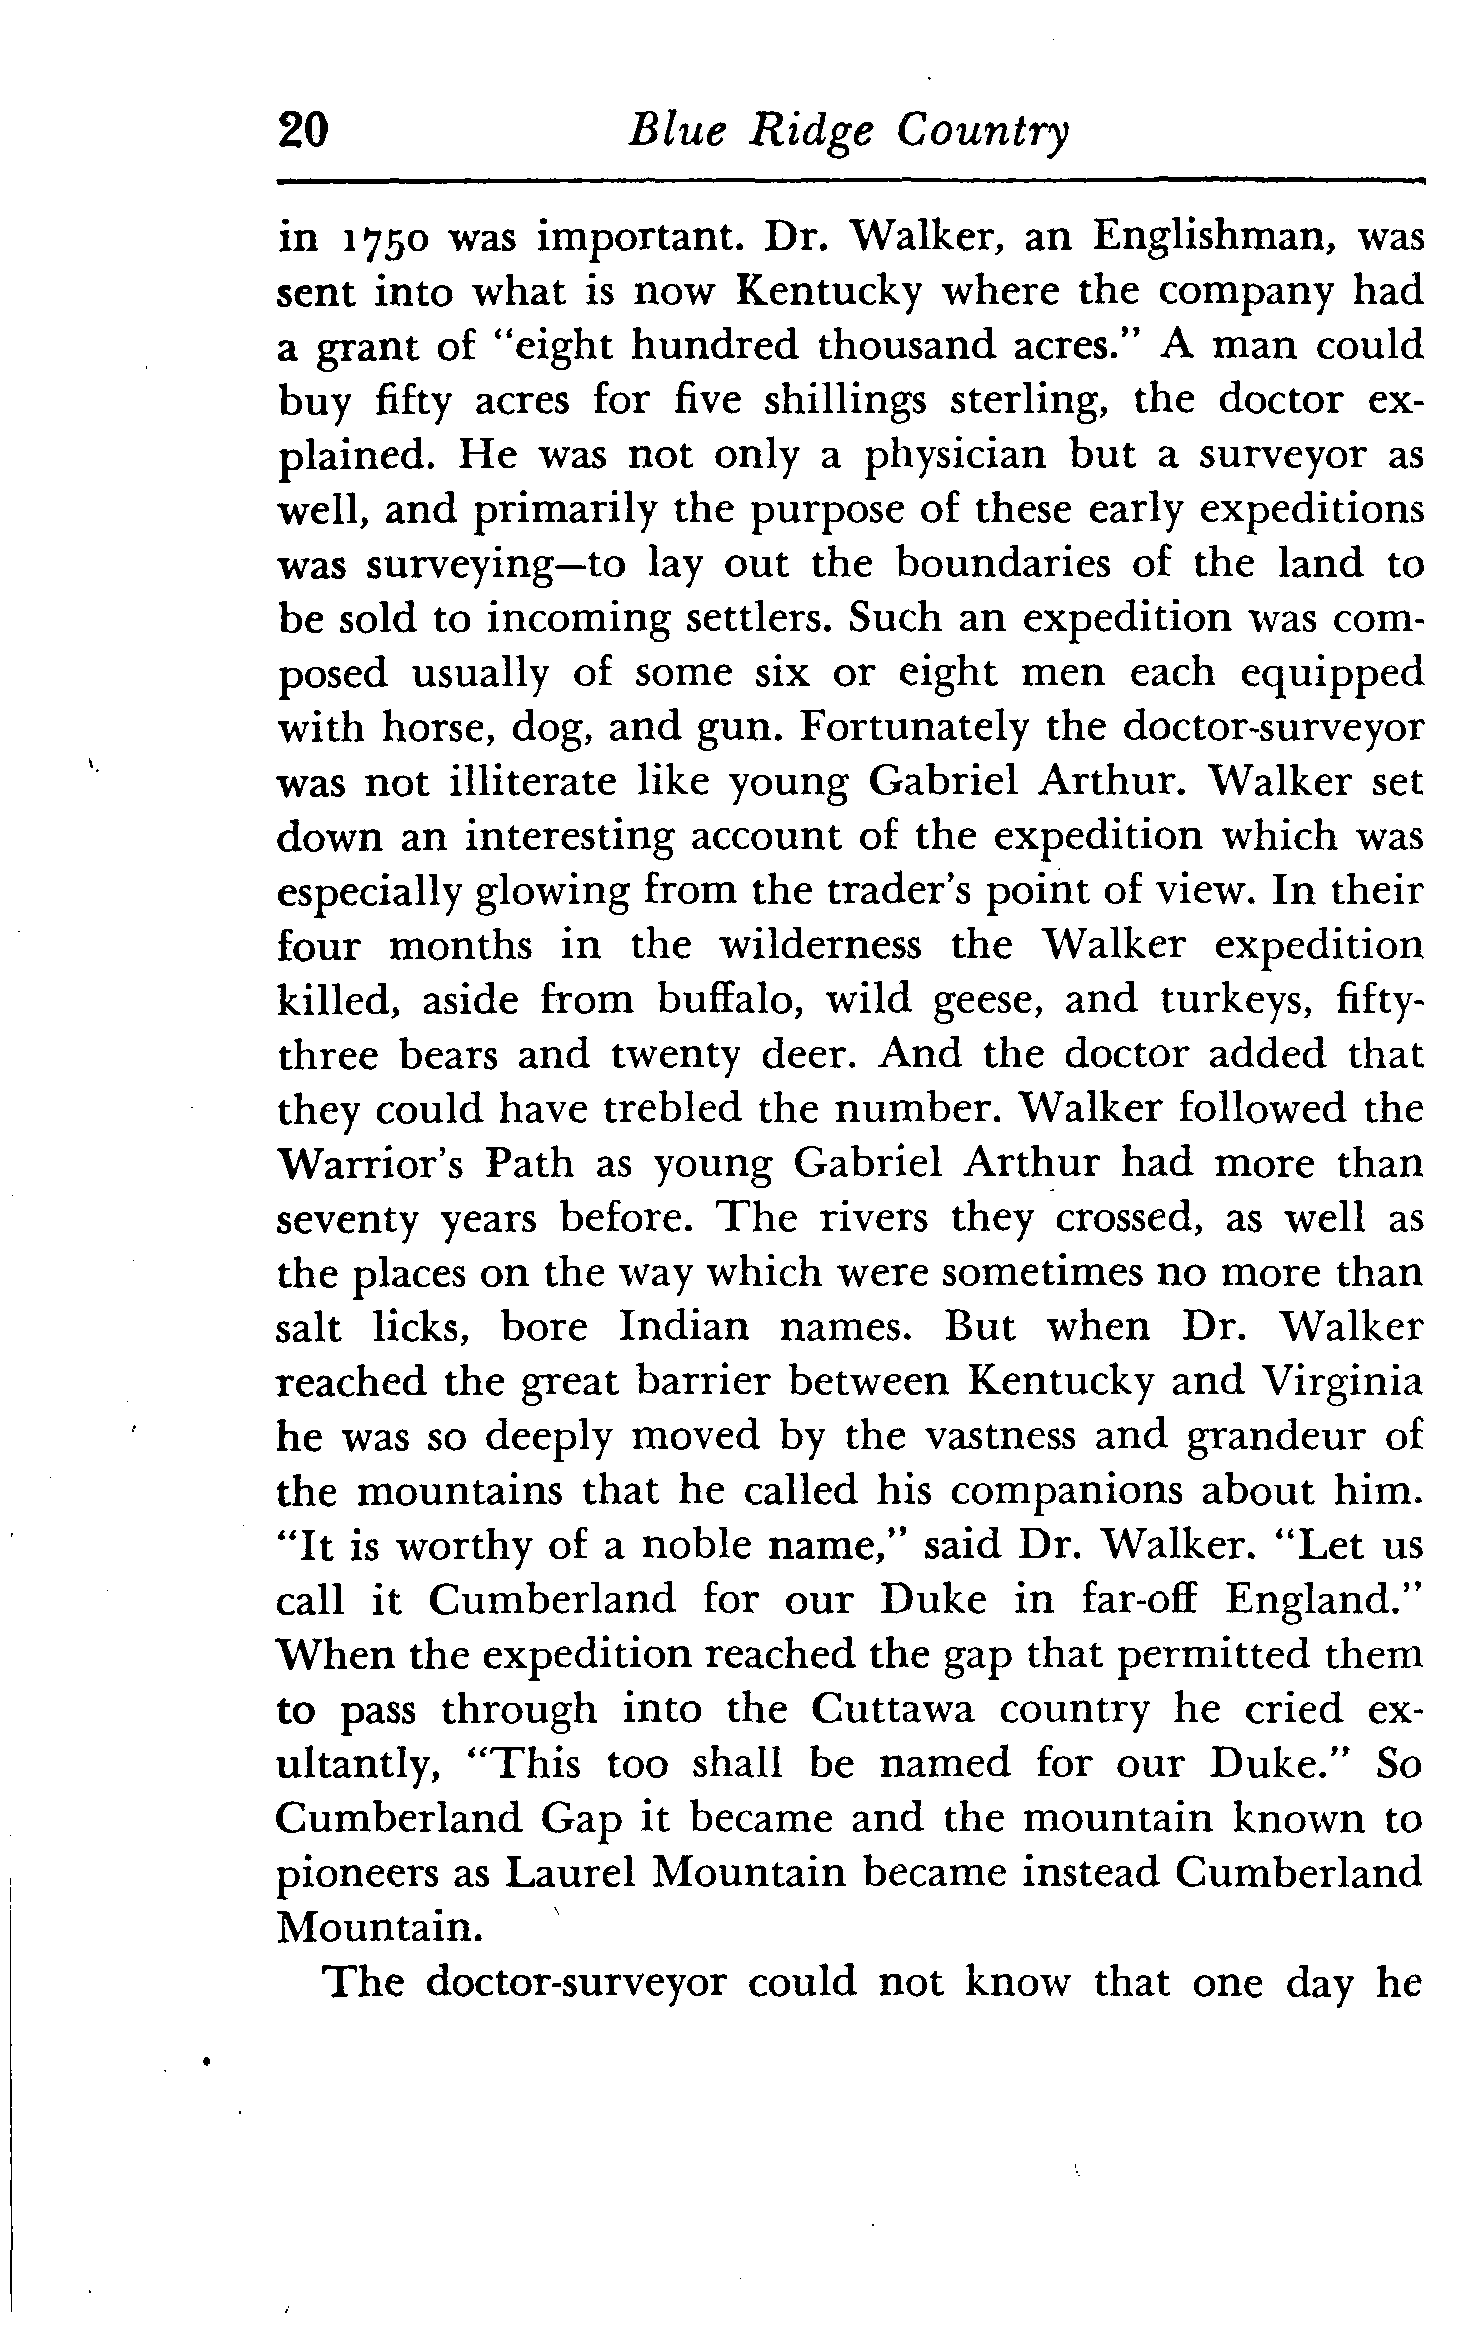 20 Blue Ridge Country
in 1750 was important. Dr. Walker, an Englishman, was
sent into what is now Kentucky where the company had
a grant of “eight hundred thousand acres.” A man could
buy fifty acres for five shillings sterling, the doctor ex-
plained. He was not only a physician but a surveyor as
well, and primarily the purpose of these early expeditions
was surveying—to lay out the boundaries of the land to
be sold to incoming settlers. Such an expedition was com-
posed usually of some six or eight men each equipped
with horse, dog, and gun. Fortunately the doctor-surveyor
was not illiterate like young Gabriel Arthur. Walker set
down an interesting account of the expedition which was
especially glowing from the trader’s point of view. In their
four months in the wilderness the Walker expedition
killed, aside from buffalo, wild geese, and turkeys, fifty-
three bears and twenty deer. And the doctor added that
they could have trebled the number. Walker followed the
Warrior’s Path as young Gabriel Arthur had more than
seventy years before. The rivers they crossed, as well as
the places on the way which were sometimes no more than
salt licks, bore Indian names. But when Dr. Walker
reached the great barrier between Kentucky and Virginia
he was so deeply moved by the vastness and grandeur of
the mountains that he called his companions about him.
“It is worthy of a noble name,” said Dr. Walker. “Let us
call it Cumberland for our Duke in far-off England.”
When the expedition reached the gap that permitted them
to pass through into the Cuttawa country he cried ex-
ultantly, “This too shall be named for our Duke.” So
Cumberland Gap it became and the mountain known to
pioneers as Laurel Mountain became instead Cumberland
Mountain.
The doctor-surveyor could not know that one day he